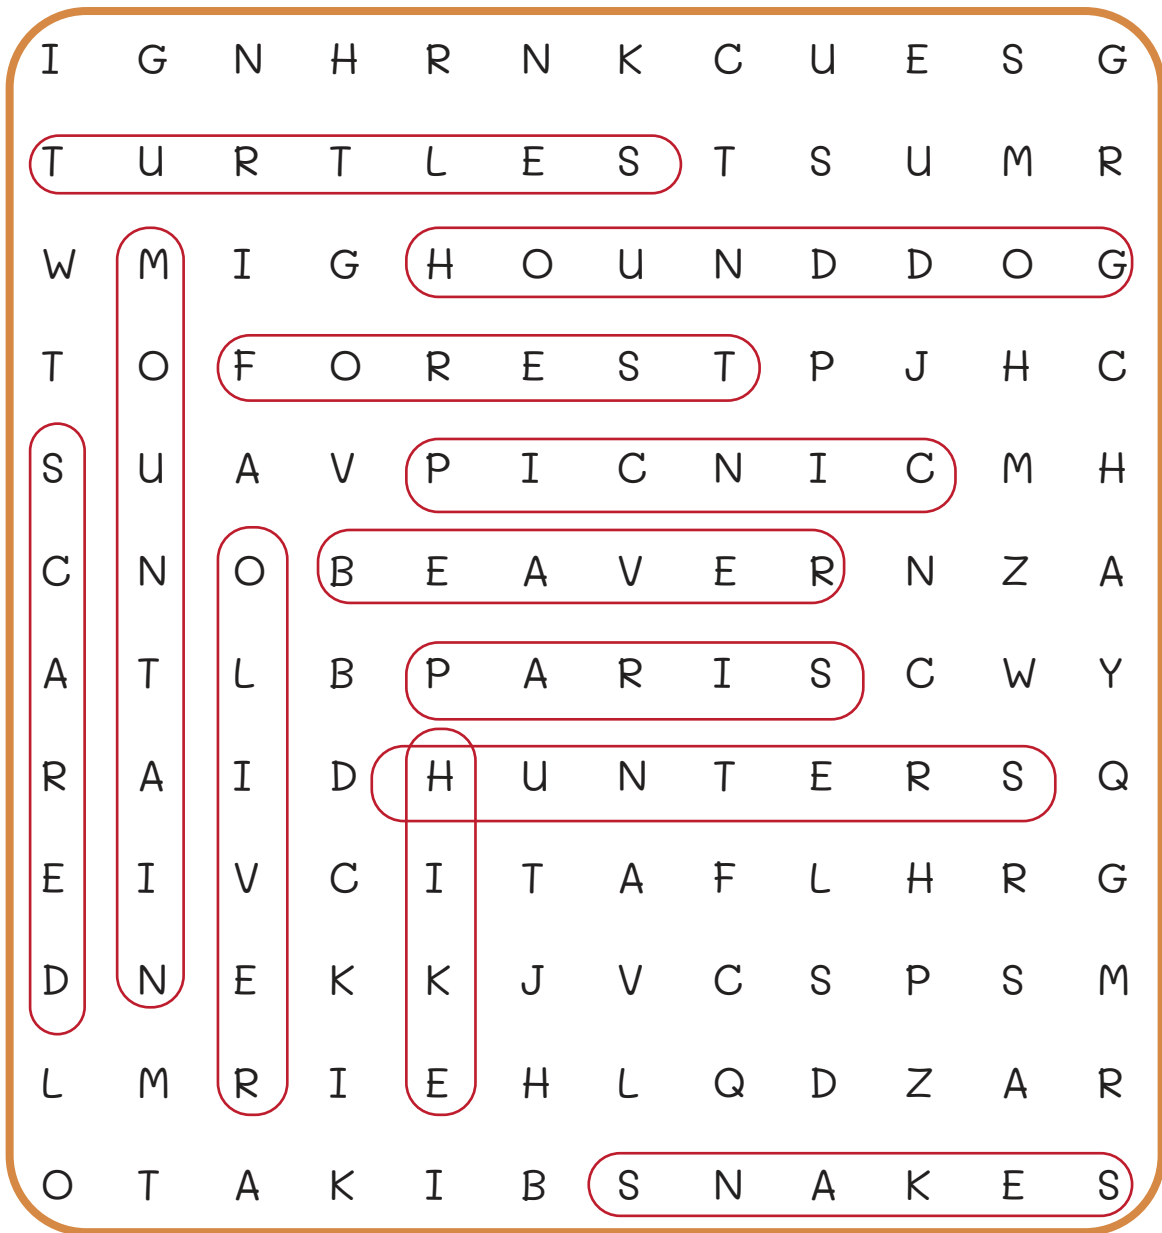 I G N H R N K C U E S G
T U R T L E S T S U M R
W M I G H O U N D D O G
T O F O R E S T P J H C
S U A V P I C N I C M H
C N O B E A V E R N Z A
A T L B P A R I S C W Y
R A I D H U N T E R S Q
E I V C I T A F L H R G
D N E K K J V C S P S M
L M R I E H L Q D Z A R
O T A K I B S N A K E S